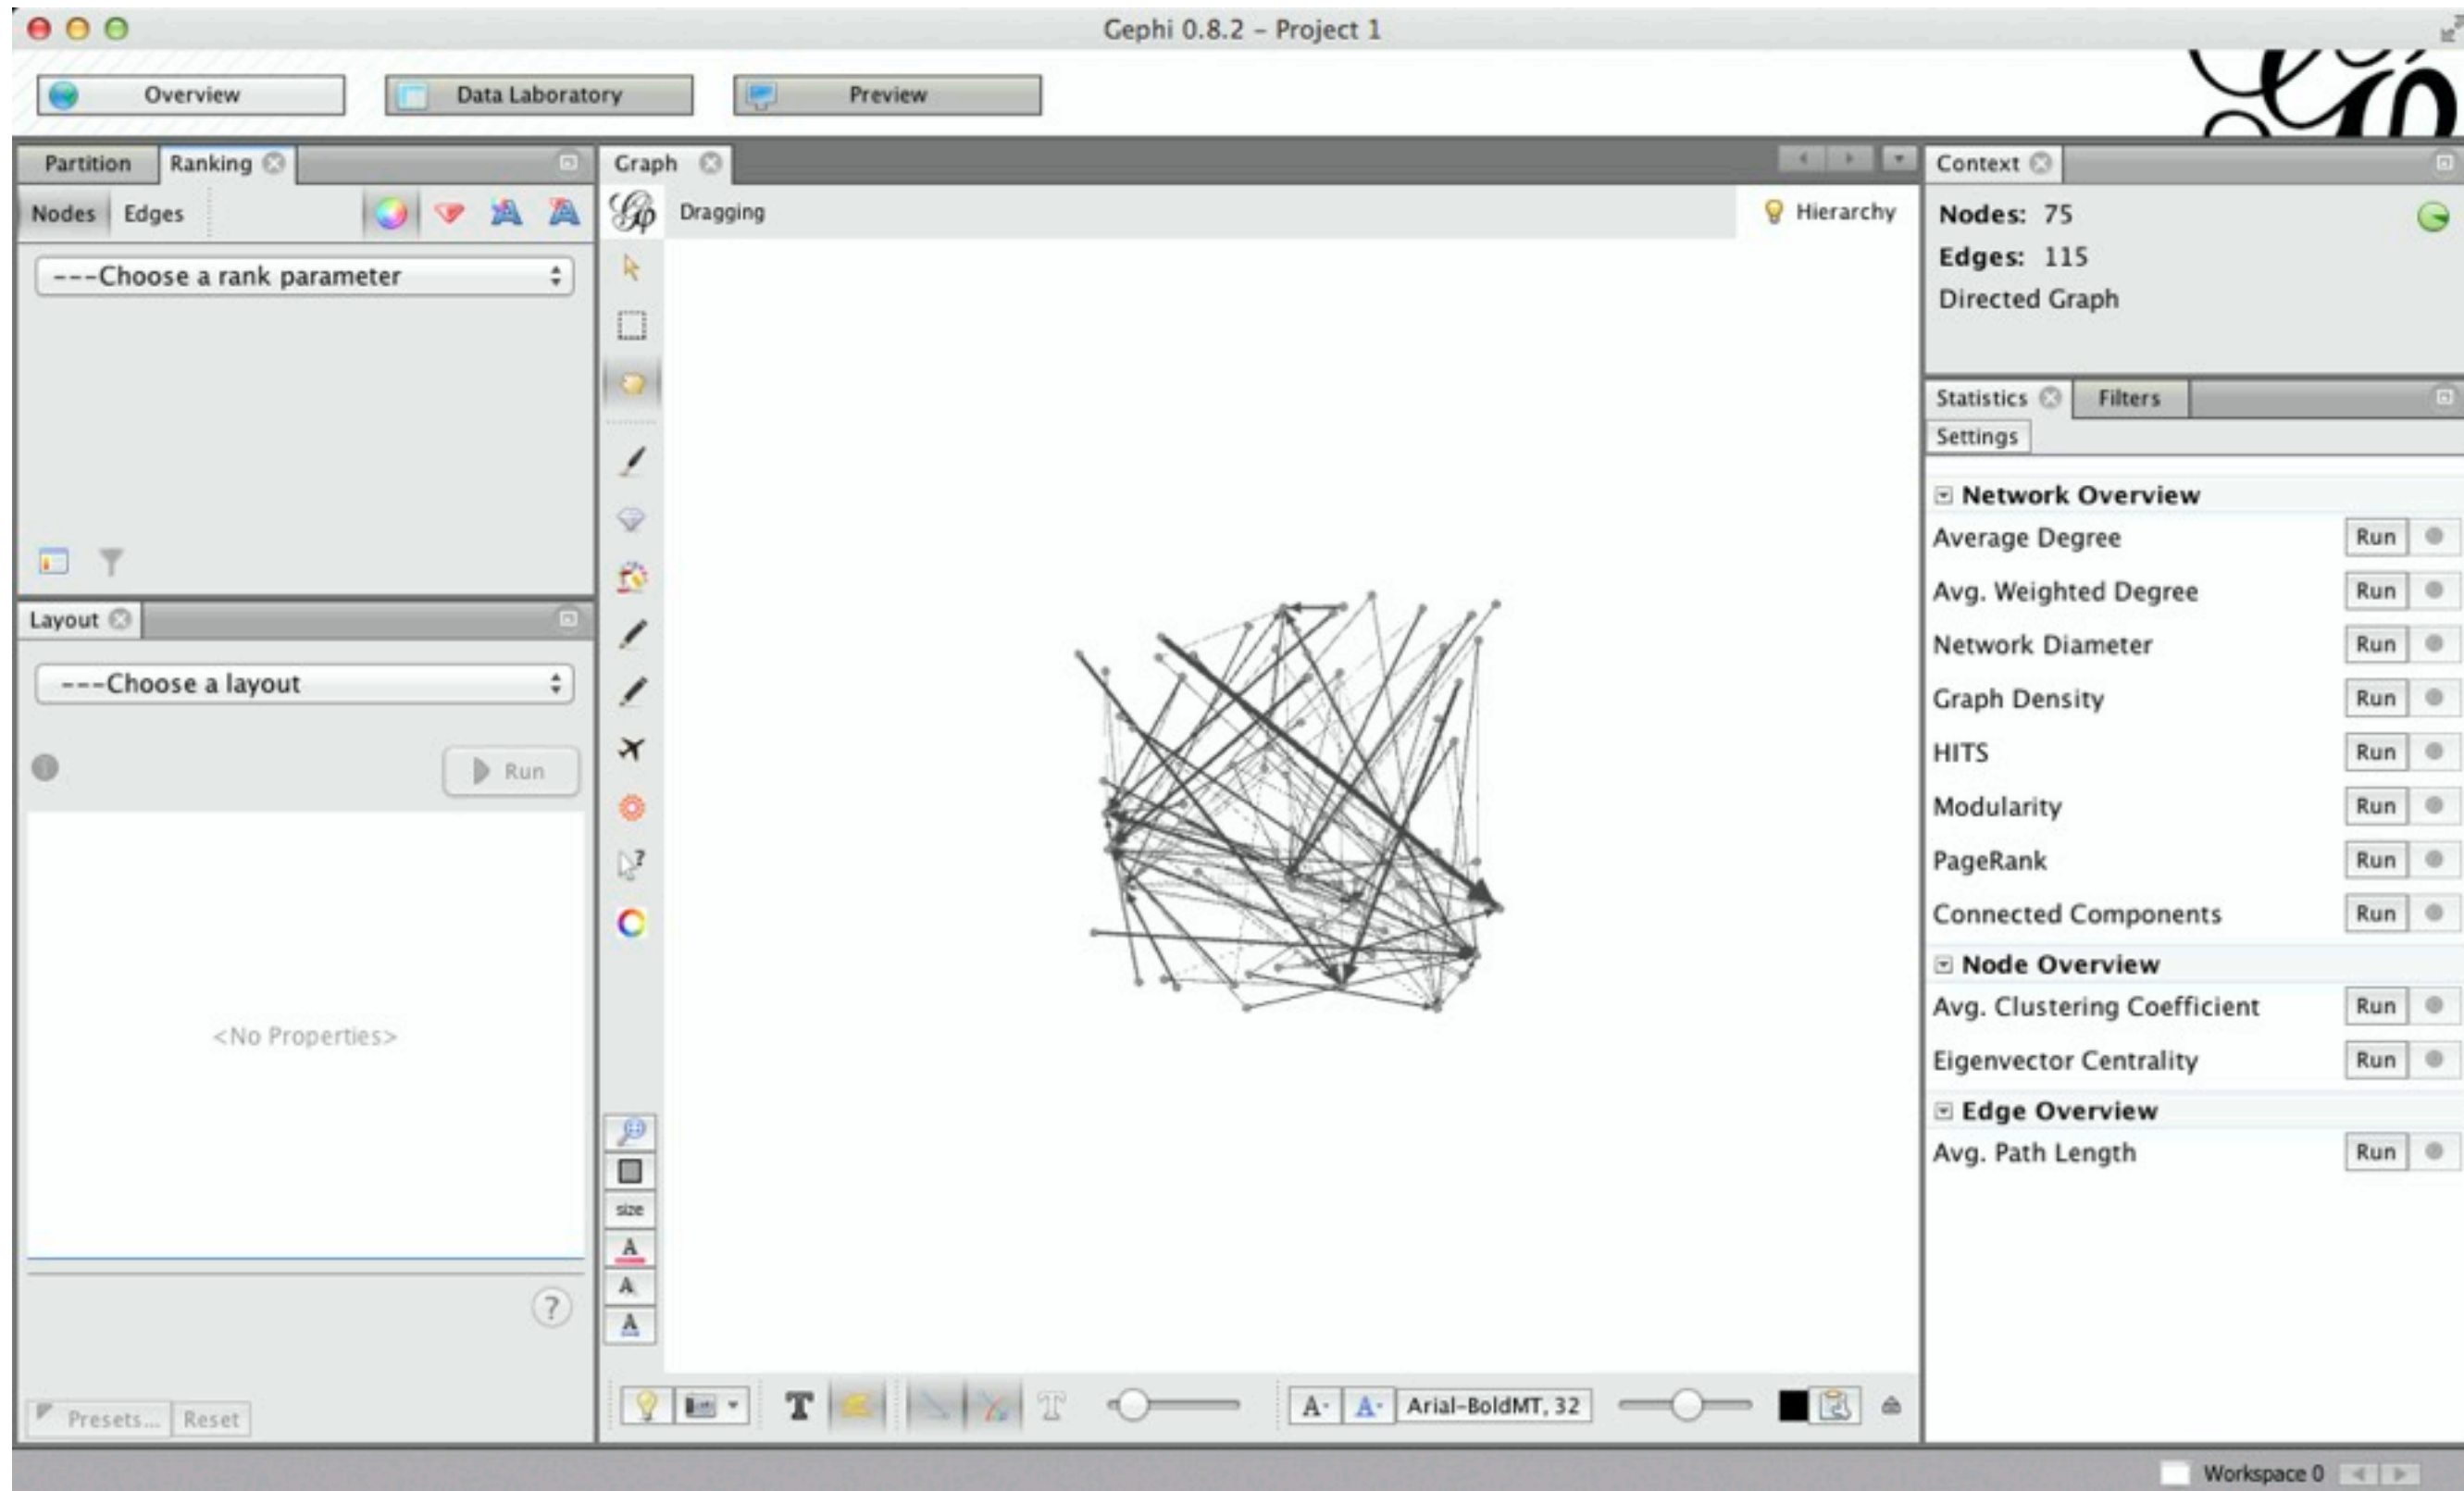 Gephi 0.8.2 – Project 1
Overview
Data Laboratory
Preview
Partition
Ranking
Nodes
Edges
---Choose a rank parameter
Layout
---Choose a layout
Run
<No Properties>
?
Presets...
Reset
Graph
Dragging
Hierarchy
size
A
A
A
T
T
A
A
Arial-BoldMT, 32
Context
Nodes: 75
Edges: 115
Directed Graph
Statistics
Filters
Settings
Network Overview
Average Degree Run
Avg. Weighted Degree Run
Network Diameter Run
Graph Density Run
HITS Run
Modularity Run
PageRank Run
Connected Components Run
Node Overview
Avg. Clustering Coefficient Run
Eigenvector Centrality Run
Edge Overview
Avg. Path Length Run
Workspace 0